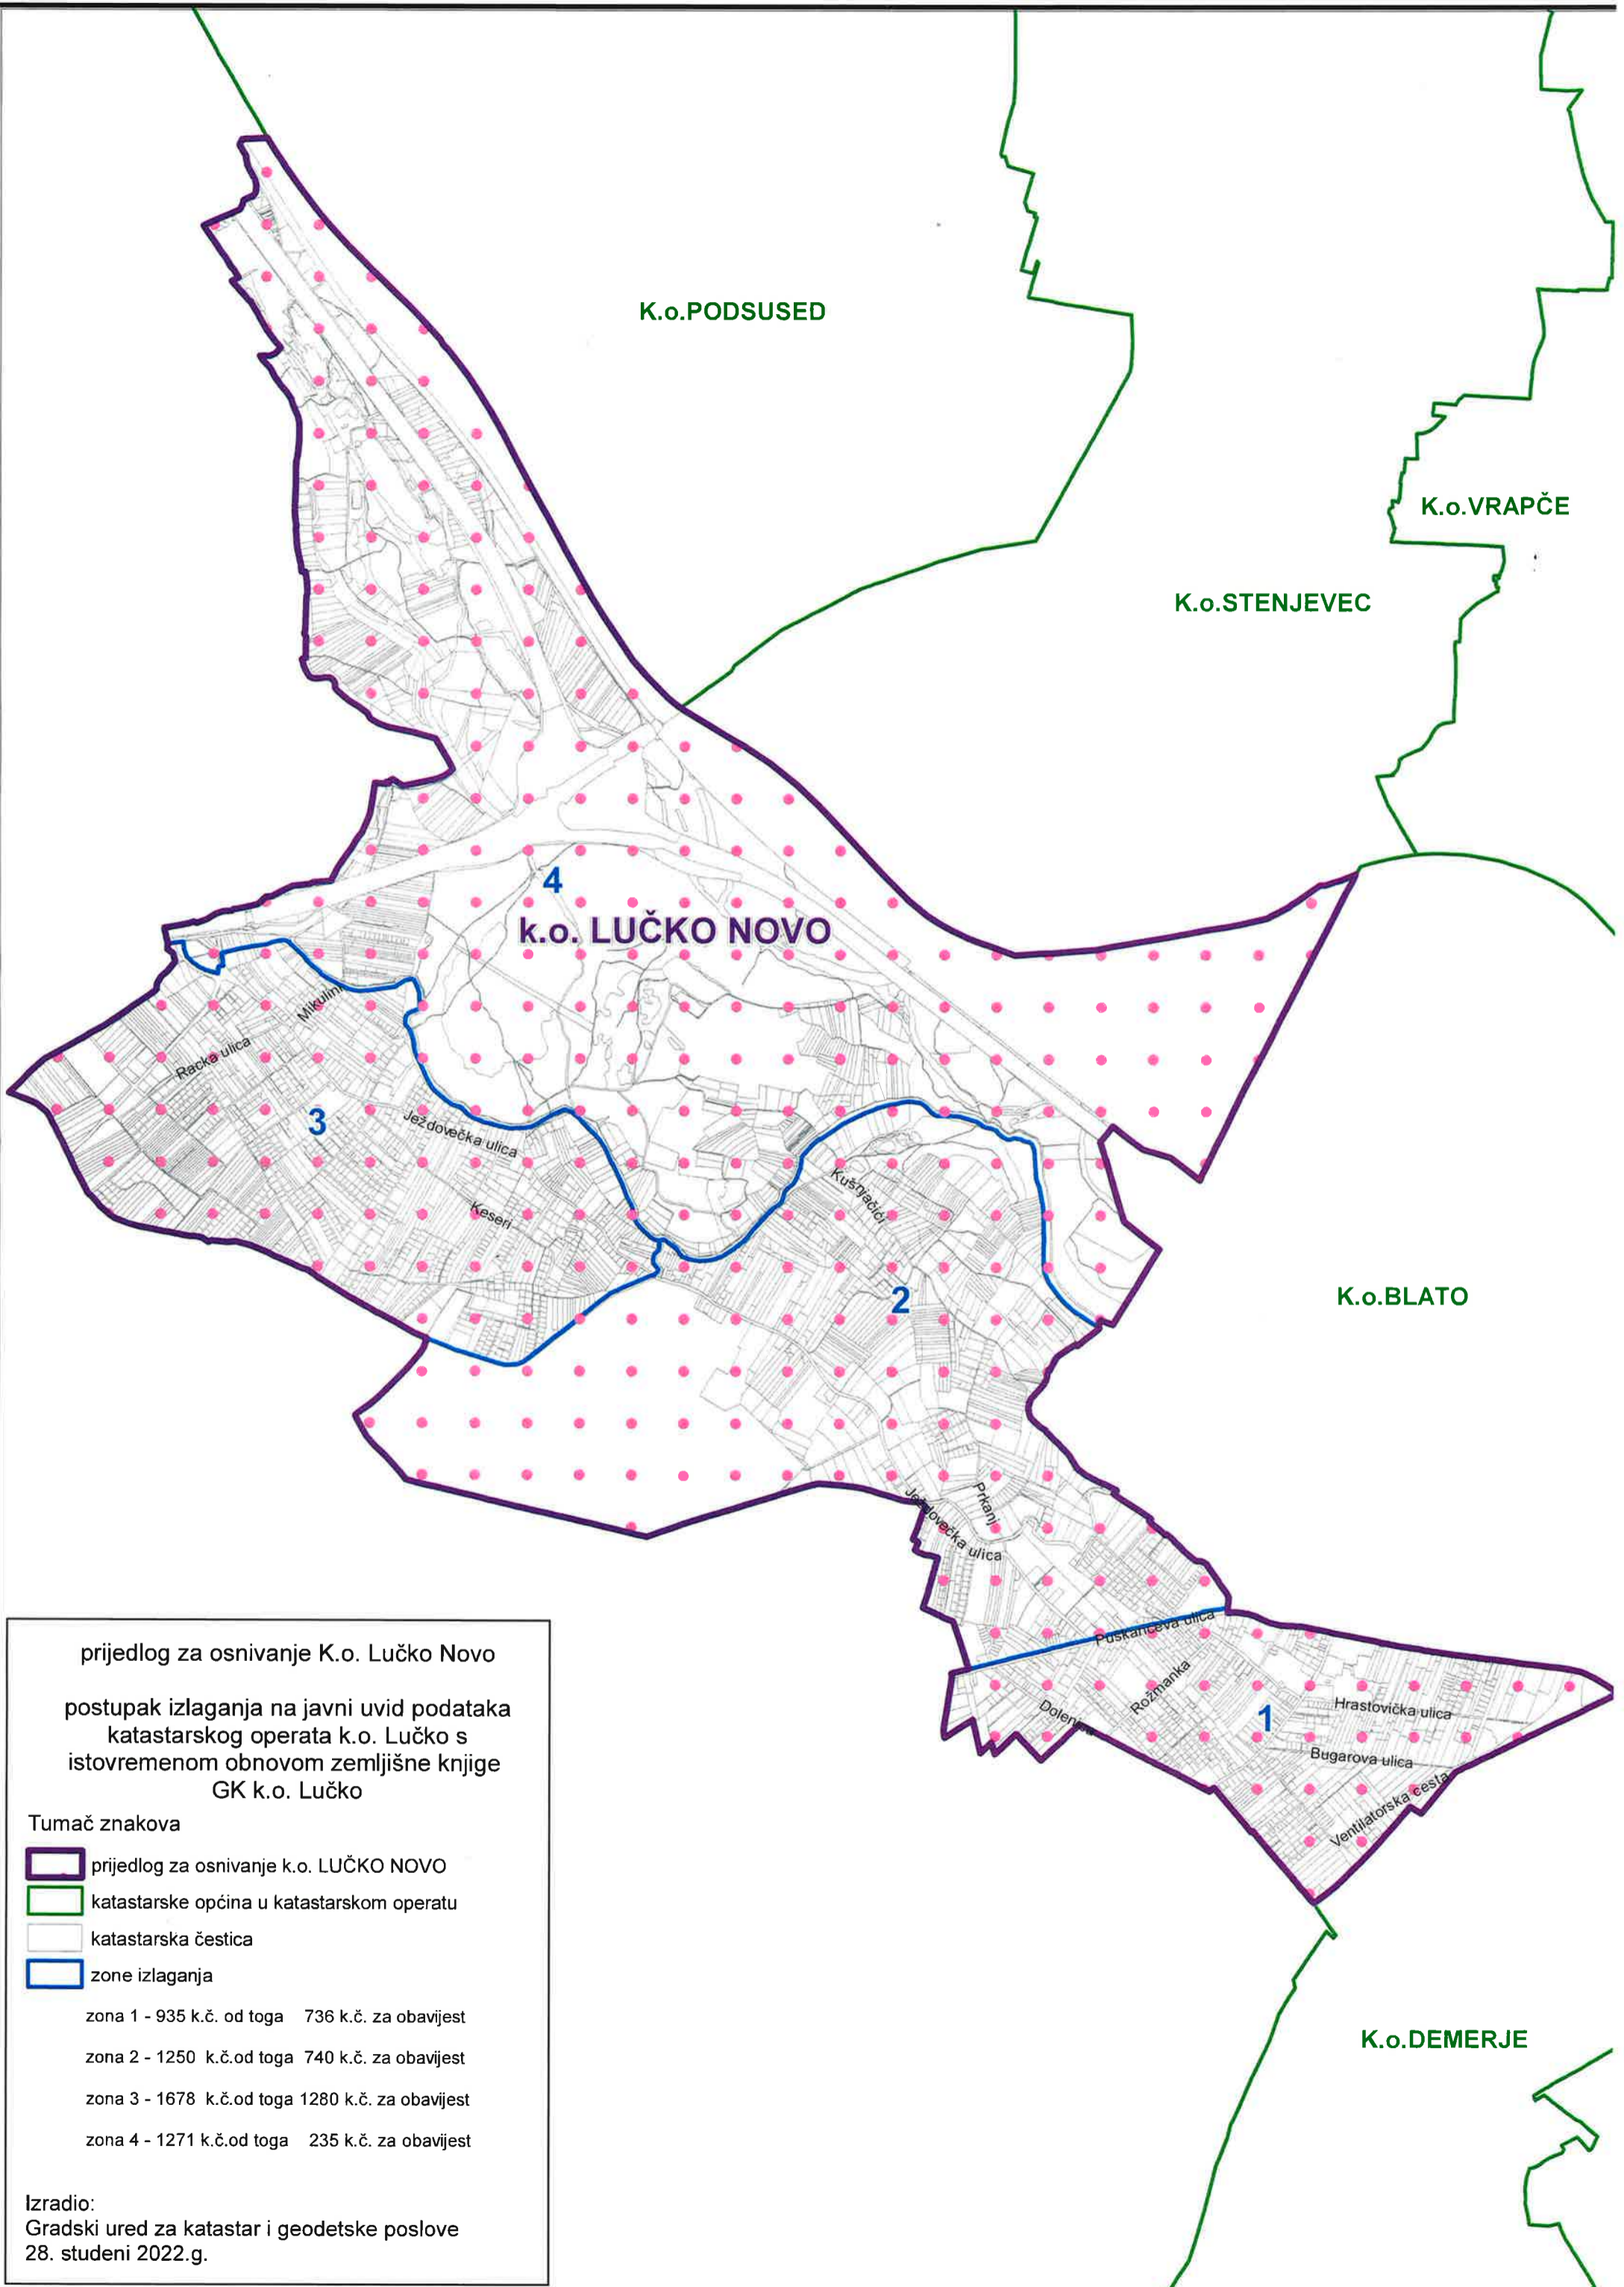 K.o.PODSUSED
K.o.VRAPČE
K.o.STENJEVEC
4
k.o. LUČKO NOVO
Mikulini
Racka ulica
3
Ježdovečka ulica
Keseri
Kušnjačići
2
K.o.BLATO
Prkanj
Ježdovečka ulica
Puškarićeva ulica
Rožmanka
Dolenica
1
Hrastovička ulica
Bugarova ulica
Ventilatorska cesta
K.o.DEMERJE
prijedlog za osnivanje K.o. Lučko Novo
postupak izlaganja na javni uvid podataka
katastarskog operata k.o. Lučko s
istovremenom obnovom zemljišne knjige
GK k.o. Lučko
Tumač znakova
prijedlog za osnivanje k.o. LUČKO NOVO
katastarske općina u katastarskom operatu
katastarska čestica
zone izlaganja
zona 1 - 935 k.č. od toga 736 k.č. za obavijest
zona 2 - 1250 k.č.od toga 740 k.č. za obavijest
zona 3 - 1678 k.č.od toga 1280 k.č. za obavijest
zona 4 - 1271 k.č.od toga 235 k.č. za obavijest
Izradio:
Gradski ured za katastar i geodetske poslove
28. studeni 2022.g.